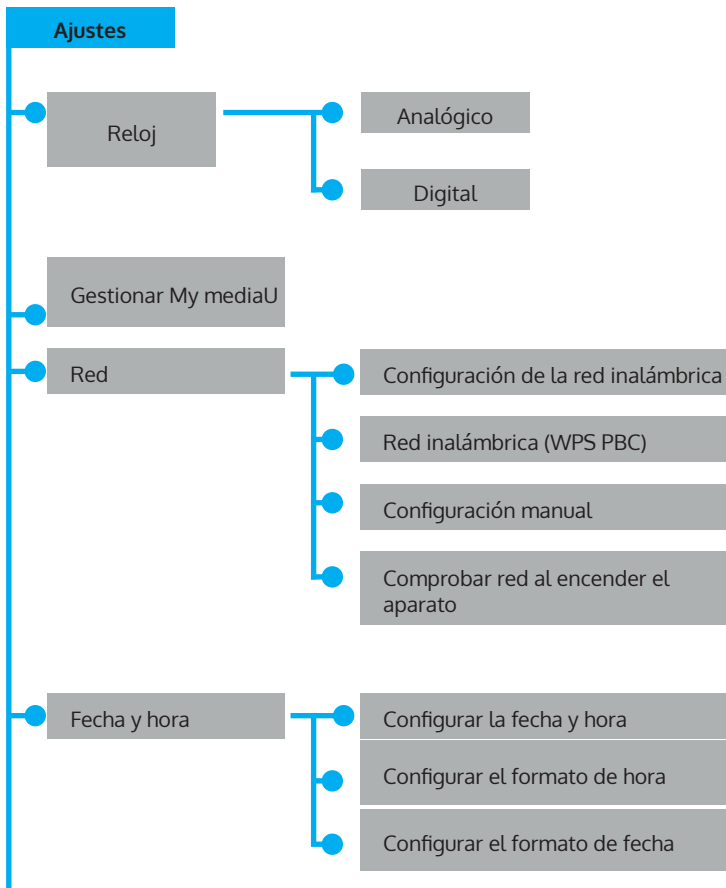 Ajustes
Reloj
Analógico
Digital
Gestionar My mediaU
Red
Configuración de la red inalámbrica
Red inalámbrica (WPS PBC)
Configuración manual
Comprobar red al encender el
aparato
Fecha y hora
Configurar la fecha y hora
Configurar el formato de hora
Configurar el formato de fecha